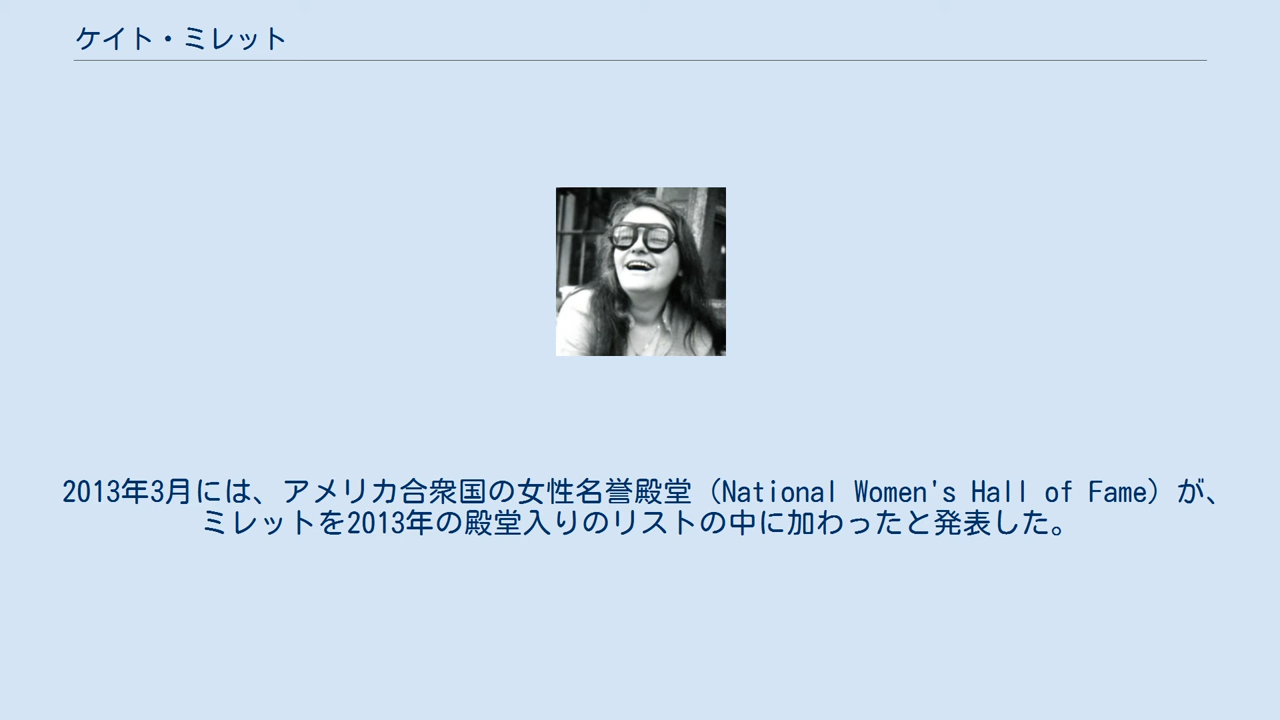 ケイト・ミレット
2013年3月には、アメリカ合衆国の女性名誉殿堂（National Women's Hall of Fame）が、
ミレットを2013年の殿堂入りのリストの中に加わったと発表した。